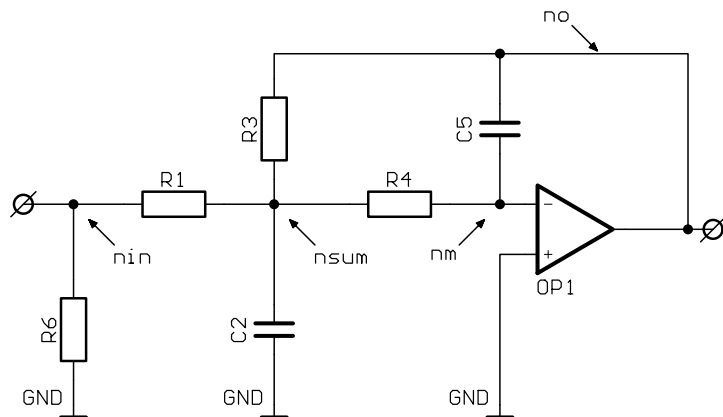 no
R3
C5
R1
R4
nin
nsum
nm
−
+
OP1
R6
C2
GND
GND
GND